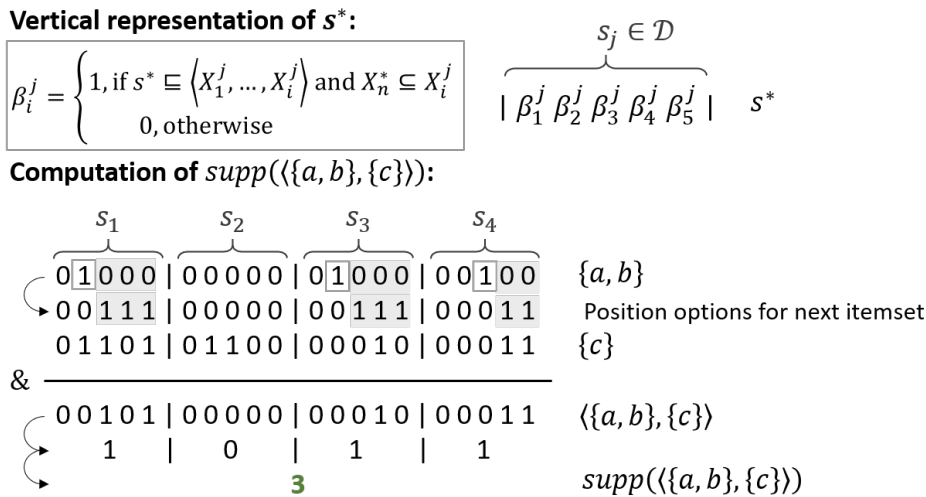 Vertical representation of s*:
β_i^j = { 1, if s* ⊑ ⟨X_1^j, …, X_i^j⟩ and X_n^* ⊆ X_i^j
0, otherwise
s_j ∈ 𝒟
| β_1^j β_2^j β_3^j β_4^j β_5^j | s*
Computation of supp(⟨{a, b}, {c}⟩):
s_1 s_2 s_3 s_4
0 1 0 0 0 | 0 0 0 0 0 | 0 1 0 0 0 | 0 0 1 0 0 {a, b}
0 0 1 1 1 | 0 0 0 0 0 | 0 0 1 1 1 | 0 0 0 1 1 Position options for next itemset
0 1 1 0 1 | 0 1 1 0 0 | 0 0 0 1 0 | 0 0 0 1 1 {c}
&
0 0 1 0 1 | 0 0 0 0 0 | 0 0 0 1 0 | 0 0 0 1 1 ⟨{a, b}, {c}⟩
1 | 0 | 1 | 1
3 supp(⟨{a, b}, {c}⟩)